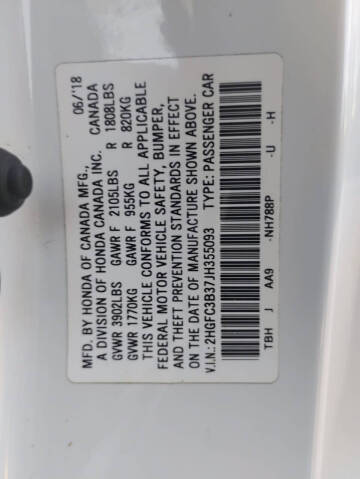 MFD. BY HONDA OF CANADA MFG., 06/'18
A DIVISION OF HONDA CANADA INC. CANADA
GVWR 3902LBS GAWR F 2105LBS R 1808LBS
GVWR 1770KG GAWR F 955KG R 820KG
THIS VEHICLE CONFORMS TO ALL APPLICABLE
FEDERAL MOTOR VEHICLE SAFETY, BUMPER,
AND THEFT PREVENTION STANDARDS IN EFFECT
ON THE DATE OF MANUFACTURE SHOWN ABOVE.
V.I.N.: 2HGFC3B37JH355093 TYPE: PASSENGER CAR
TBH J AA9 -NH788P -U -H